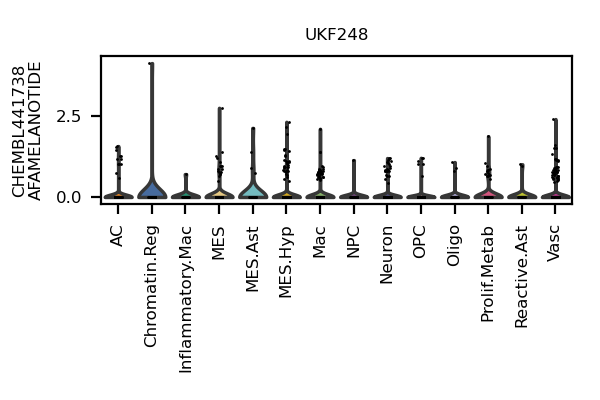 UKF248
CHEMBL441738
AFAMELANOTIDE
2.5
0.0
AC
Chromatin.Reg
Inflammatory.Mac
MES
MES.Ast
MES.Hyp
Mac
NPC
Neuron
OPC
Oligo
Prolif.Metab
Reactive.Ast
Vasc